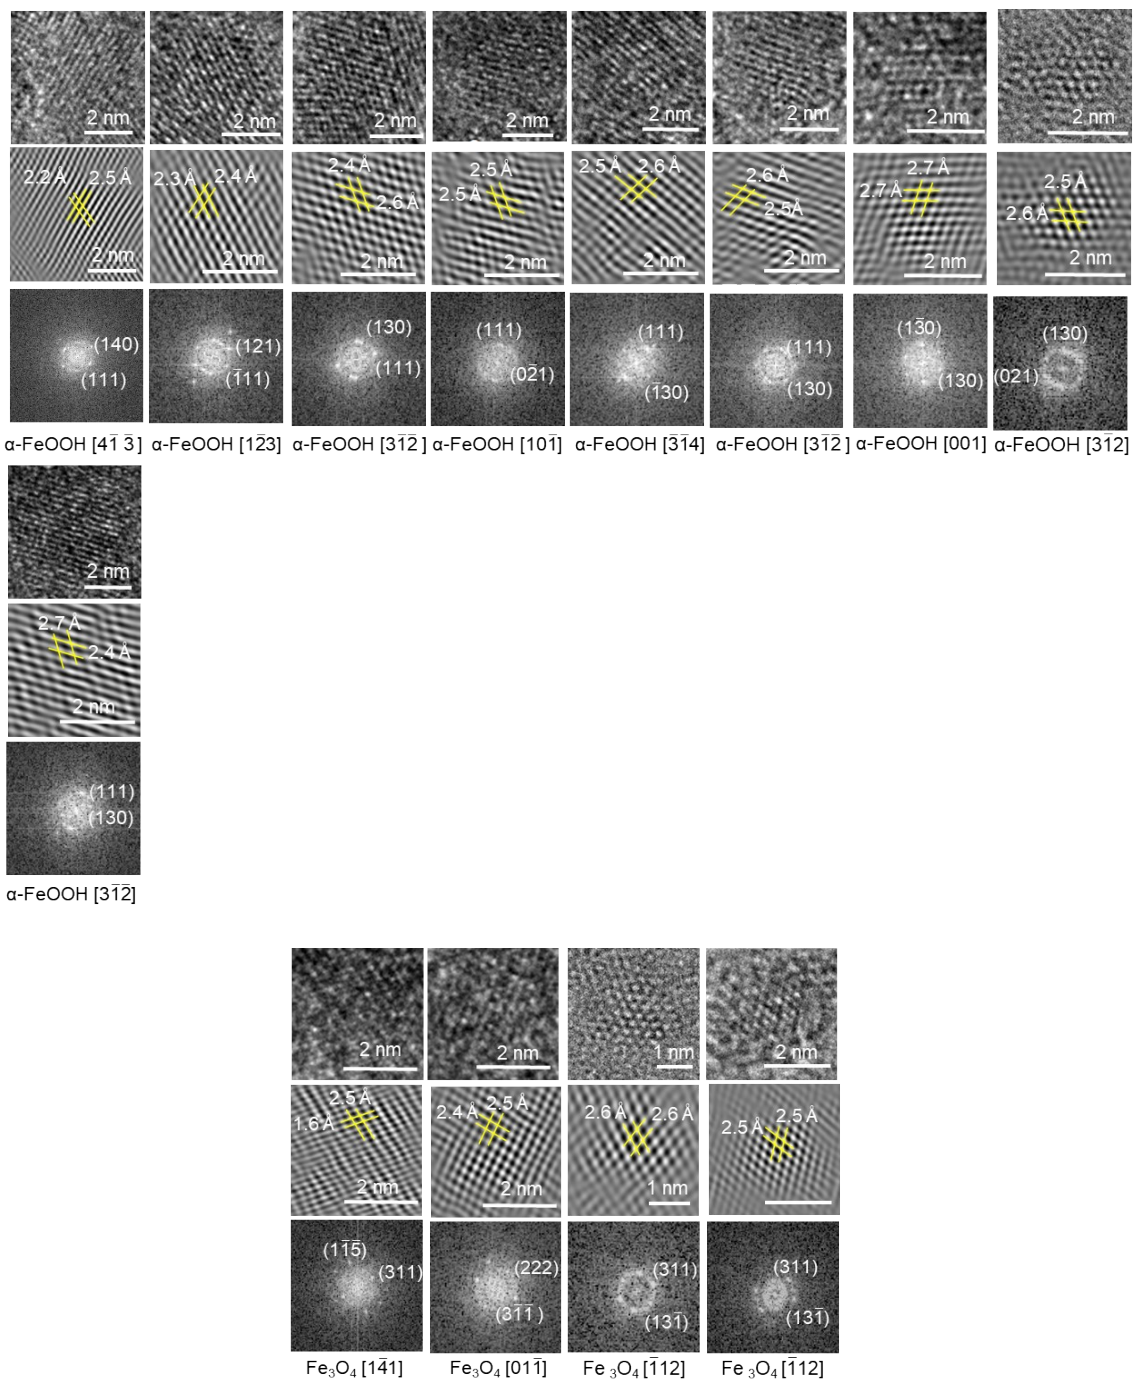 2 nm 2 nm 2 nm 2 nm 2 nm 2 nm 2 nm 2 nm
2.2 Å 2.5 Å 2.3 Å 2.4 Å 2.4 Å 2.6 Å 2.5 Å 2.5 Å 2.5 Å 2.6 Å 2.6 Å 2.5Å 2.7 Å 2.7 Å 2.5 Å 2.6 Å
2 nm 2 nm 2 nm 2 nm 2 nm 2 nm 2 nm 2 nm
(140) (121) (130) (111) (111) (111) (1̄30) (130)
(111) (1̄11) (111) (02̄1) (1̄30) (130) (130) (021)
α-FeOOH [41̄ 3̄] α-FeOOH [12̄3] α-FeOOH [31̄2̄] α-FeOOH [101̄] α-FeOOH [3̄1̄4] α-FeOOH [31̄2̄] α-FeOOH [001] α-FeOOH [31̄2]
2 nm
2.7 Å
2.4 Å
2 nm
(111)
(130)
α-FeOOH [31̄2̄]
2 nm 2 nm 1 nm 2 nm
2.5 Å 2.4 Å 2.5 Å 2.6 Å 2.6 Å 2.5 Å 2.5 Å
1.6 Å
2 nm 2 nm 1 nm
(11̄5̄) (311) (222) (311) (311)
(31̄1̄) (131̄) (131̄)
Fe₃O₄ [14̄1] Fe₃O₄ [011̄] Fe ₃O₄ [1̄12] Fe ₃O₄ [1̄12]